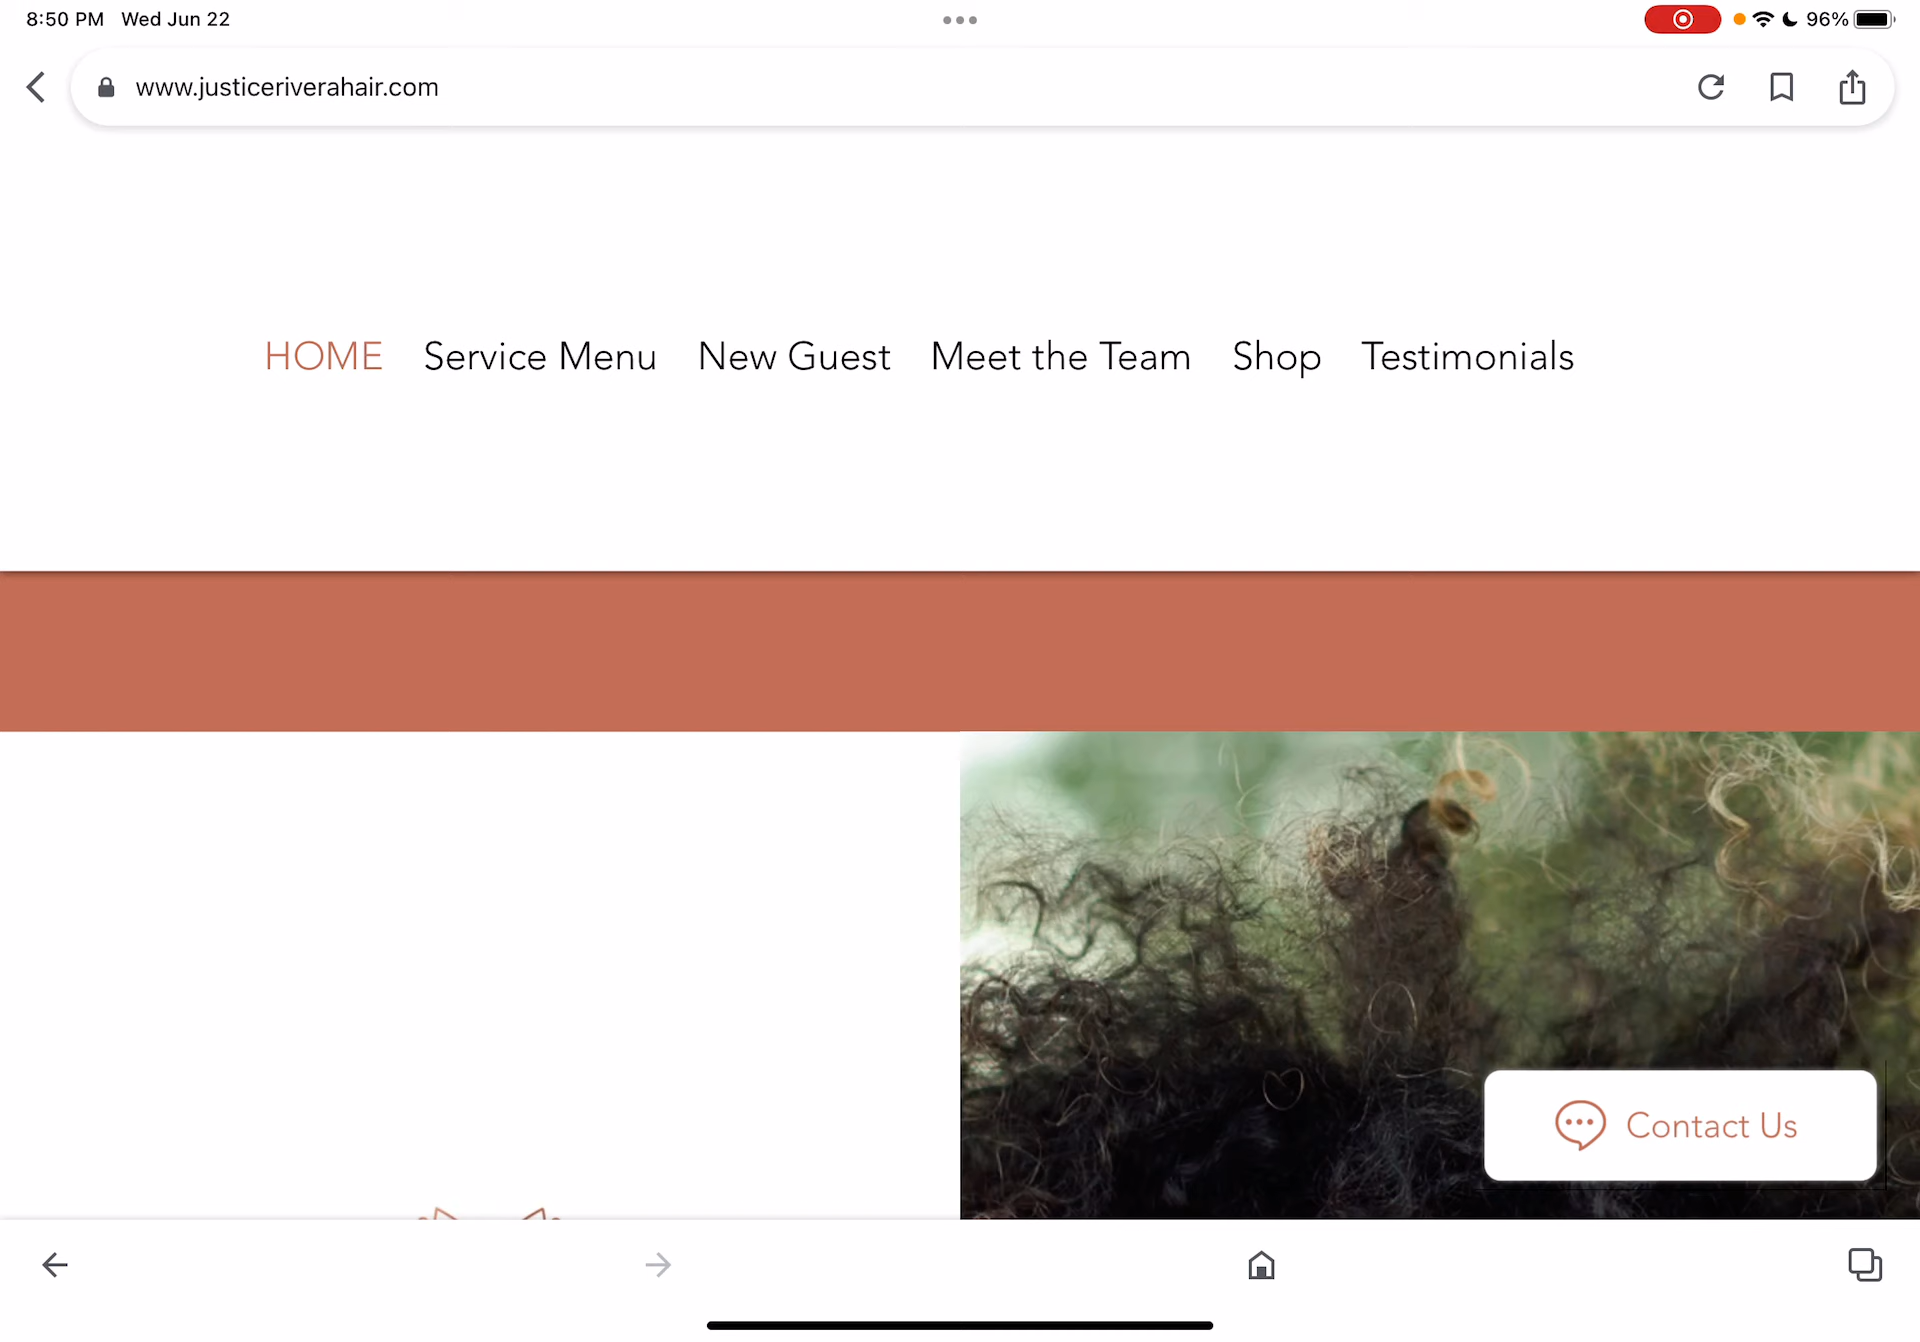 8:50 PM Wed Jun 22
96%
www.justiceriverahair.com
HOME Service Menu New Guest Meet the Team Shop Testimonials
Contact Us